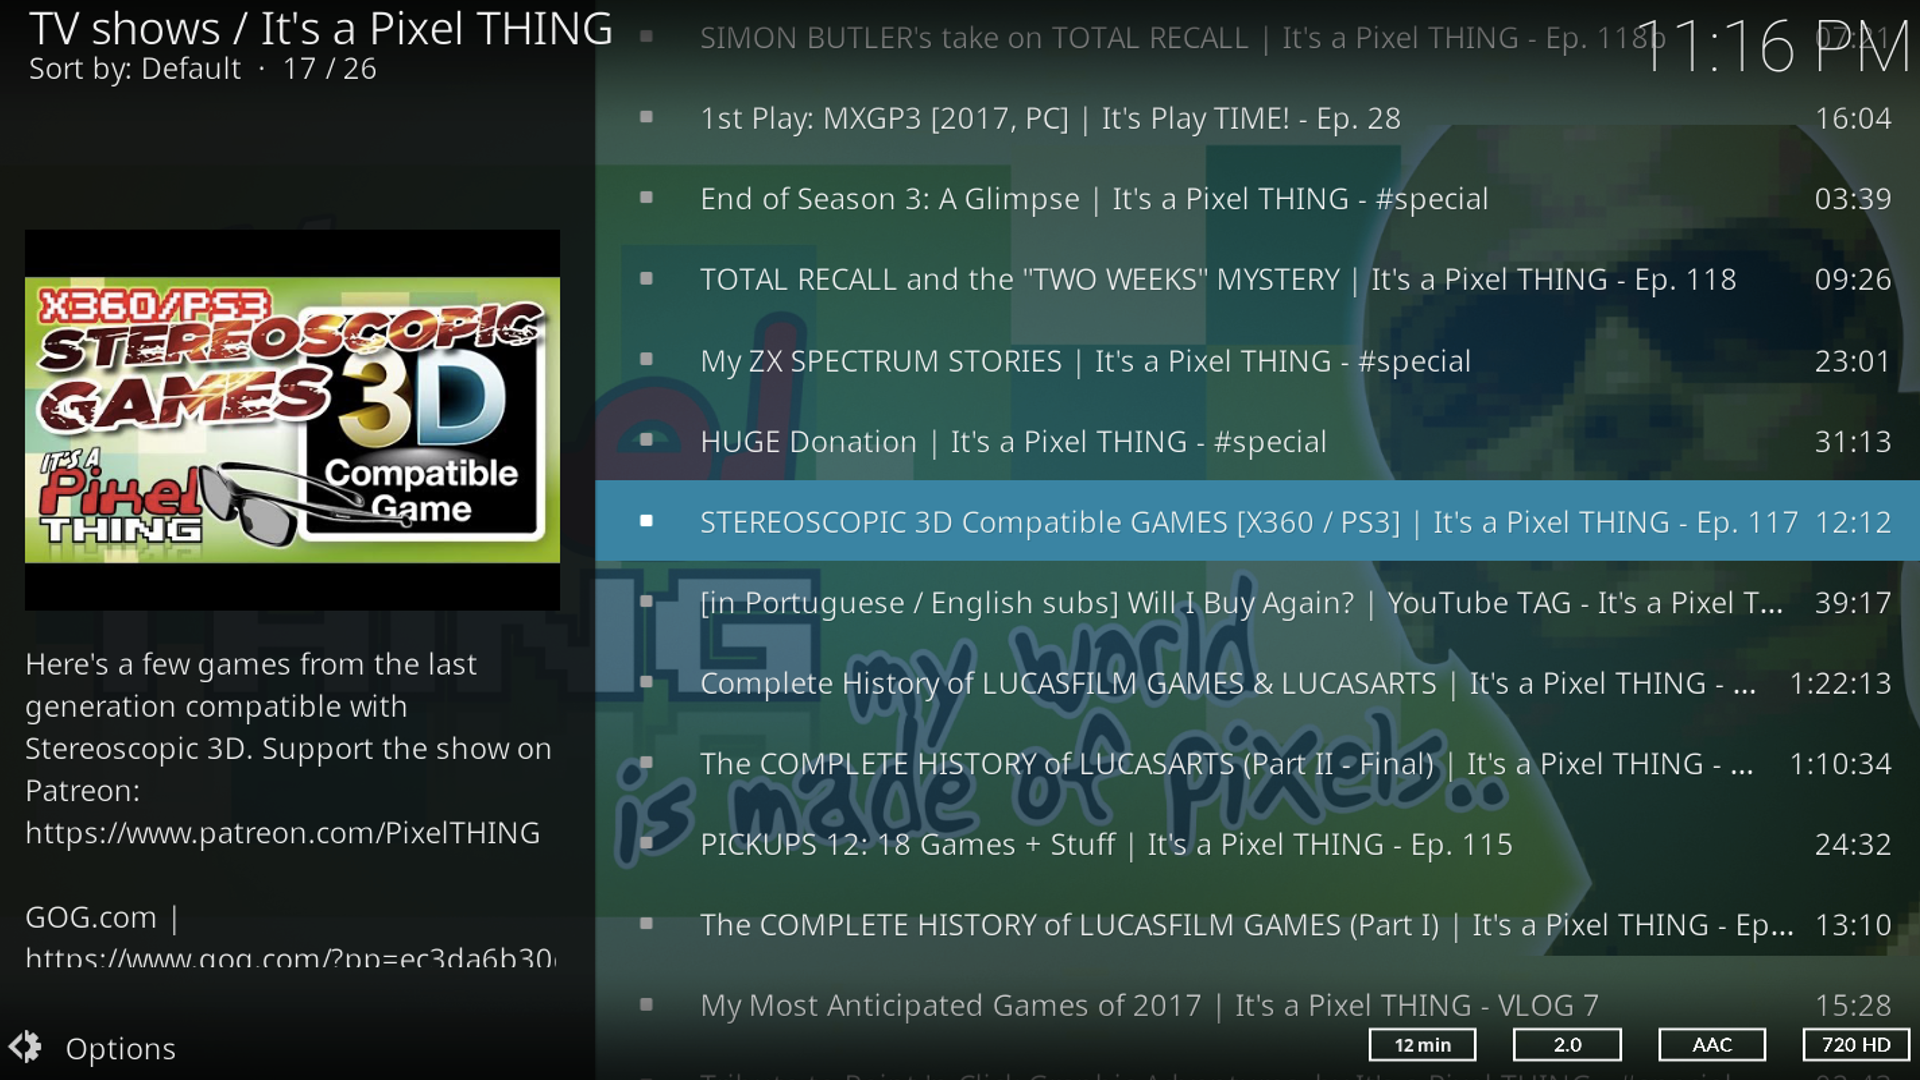 TV shows / It's a Pixel THING
Sort by: Default · 17 / 26
11:16 PM
SIMON BUTLER's take on TOTAL RECALL | It's a Pixel THING - Ep. 118b 07:21
1st Play: MXGP3 [2017, PC] | It's Play TIME! - Ep. 28 16:04
End of Season 3: A Glimpse | It's a Pixel THING - #special 03:39
TOTAL RECALL and the "TWO WEEKS" MYSTERY | It's a Pixel THING - Ep. 118 09:26
My ZX SPECTRUM STORIES | It's a Pixel THING - #special 23:01
HUGE Donation | It's a Pixel THING - #special 31:13
STEREOSCOPIC 3D Compatible GAMES [X360 / PS3] | It's a Pixel THING - Ep. 117 12:12
[in Portuguese / English subs] Will I Buy Again? | YouTube TAG - It's a Pixel T... 39:17
Complete History of LUCASFILM GAMES & LUCASARTS | It's a Pixel THING - ... 1:22:13
The COMPLETE HISTORY of LUCASARTS (Part II - Final) | It's a Pixel THING - ... 1:10:34
PICKUPS 12: 18 Games + Stuff | It's a Pixel THING - Ep. 115 24:32
The COMPLETE HISTORY of LUCASFILM GAMES (Part I) | It's a Pixel THING - Ep... 13:10
My Most Anticipated Games of 2017 | It's a Pixel THING - VLOG 7 15:28
X360/PS3
STEREOSCOPIC
GAMES
3D
Compatible
Game
IT'S A
Pixel
THING
Here's a few games from the last
generation compatible with
Stereoscopic 3D. Support the show on
Patreon:
https://www.patreon.com/PixelTHING
GOG.com |
https://www.gog.com/?pp=ec3da6b30
my world
is made of pixels..
Options
12 min
2.0
AAC
720 HD